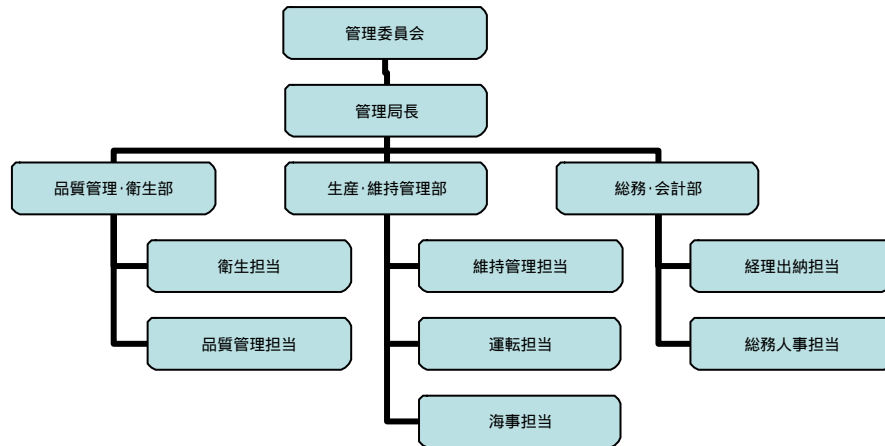 管理委員会
管理局長
品質管理･衛生部
生産･維持管理部
総務･会計部
衛生担当
維持管理担当
経理出納担当
品質管理担当
運転担当
総務人事担当
海事担当